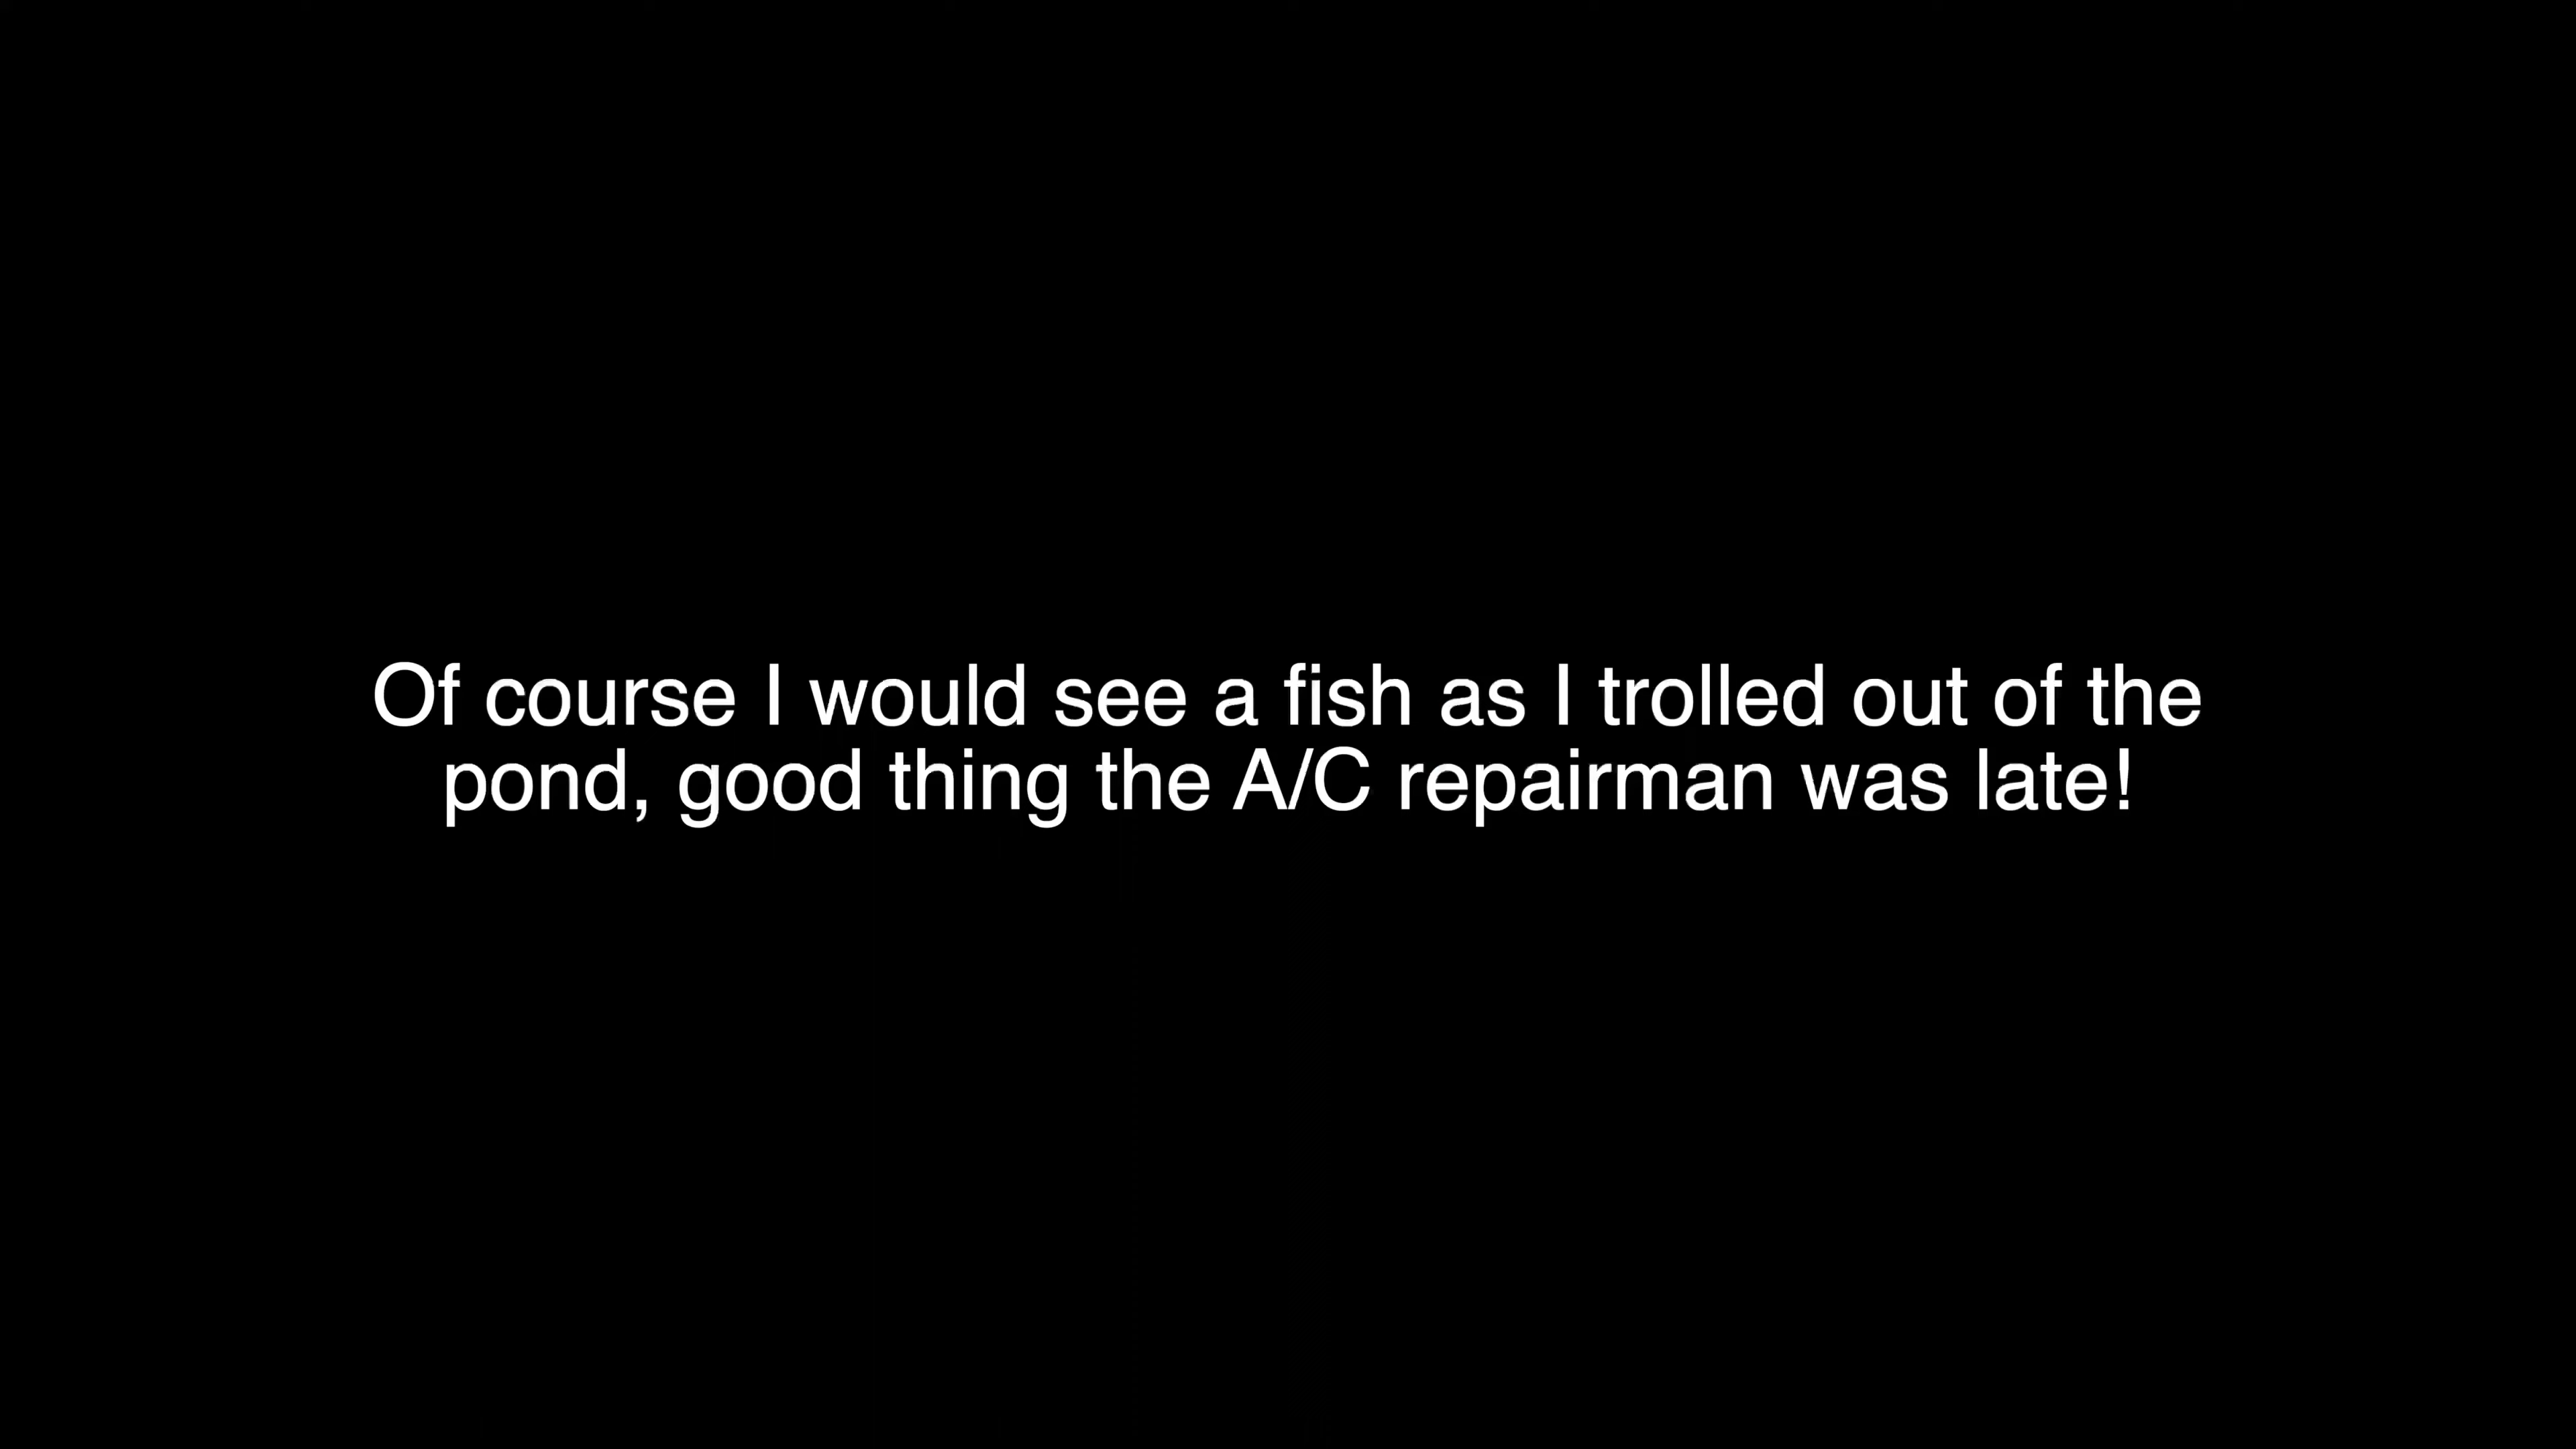 Of course I would see a fish as I trolled out of the
pond, good thing the A/C repairman was late!